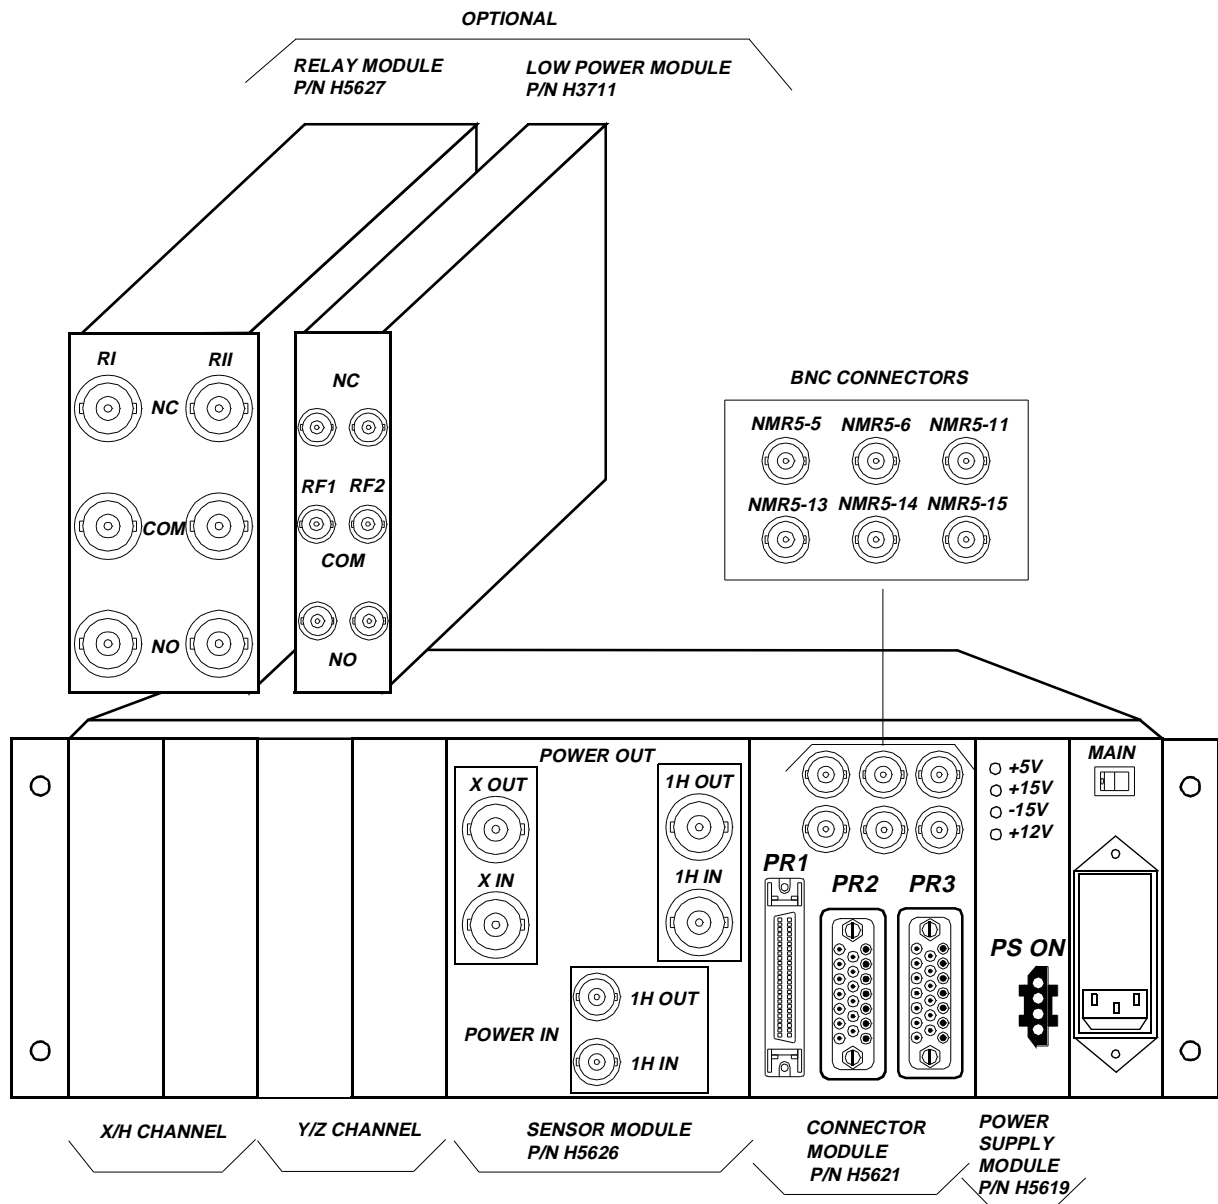 OPTIONAL
RELAY MODULE
P/N H5627
LOW POWER MODULE
P/N H3711
RI
RII
NC
COM
NO
NC
RF1 RF2
COM
NO
BNC CONNECTORS
NMR5-5 NMR5-6 NMR5-11
NMR5-13 NMR5-14 NMR5-15
POWER OUT
X OUT
X IN
1H OUT
1H IN
POWER IN
1H OUT
1H IN
PR1
PR2
PR3
+5V
+15V
-15V
+12V
PS ON
MAIN
X/H CHANNEL
Y/Z CHANNEL
SENSOR MODULE
P/N H5626
CONNECTOR
MODULE
P/N H5621
POWER
SUPPLY
MODULE
P/N H5619